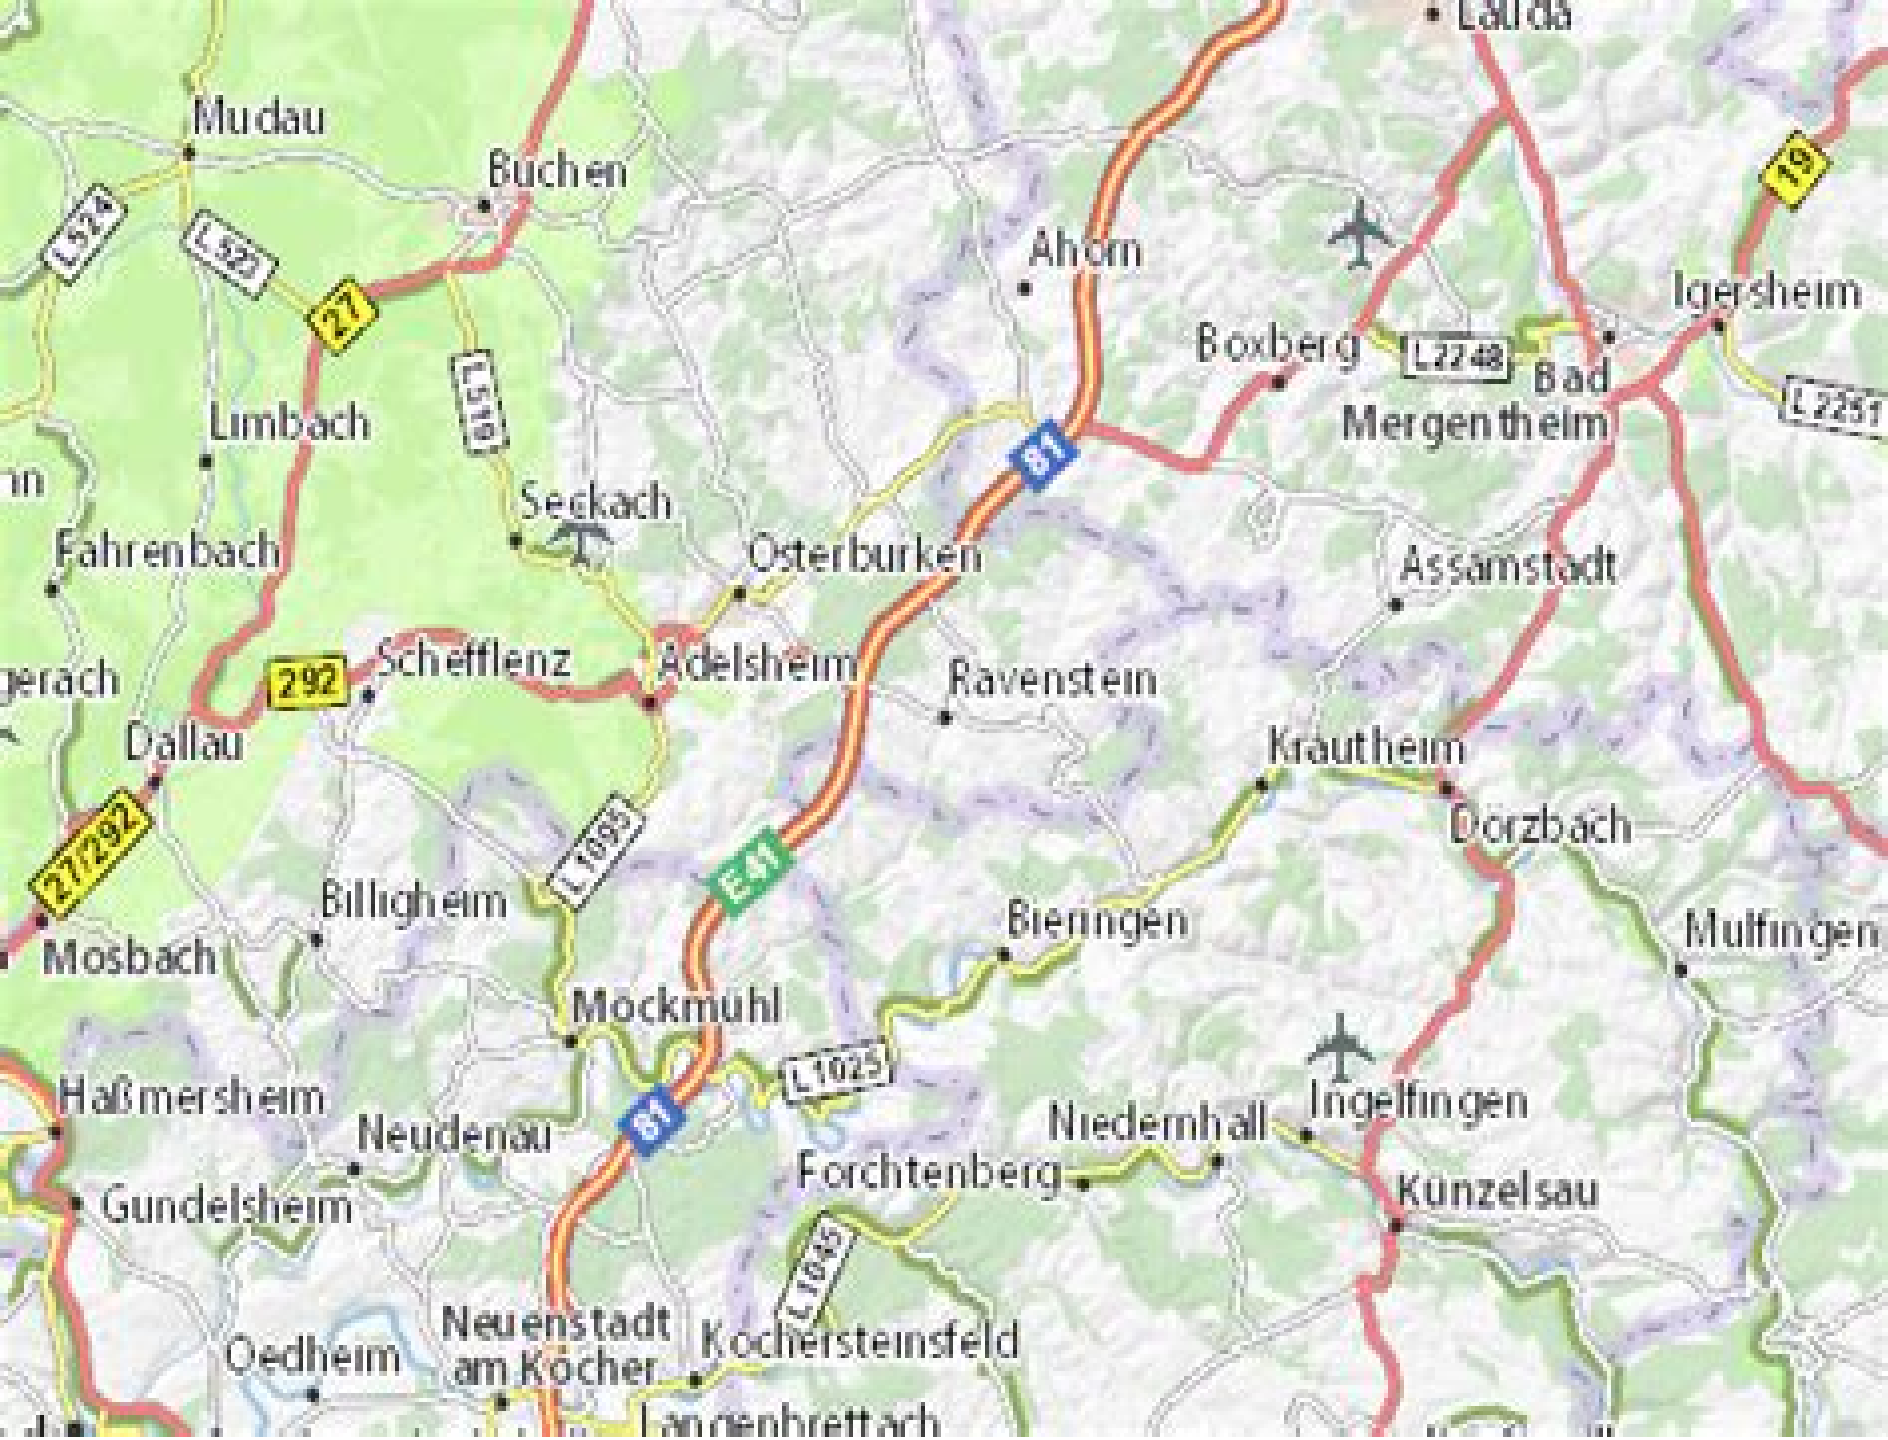 Lauda
Mudau
Buchen
19
L524
L523
Ahorn
27
Igersheim
Boxberg
L2248
Bad
Mergentheim
L2251
L519
Limbach
81
Seckach
Fahrenbach
Osterburken
Assamstadt
292
Schefflenz
Adelsheim
Ravenstein
gerach
Dallau
Krautheim
Dörzbach
27/292
L1095
E41
Billigheim
Bieringen
Mulfingen
Mosbach
Möckmühl
L1025
Haßmersheim
Ingelfingen
Neudenau
81
Niedernhall
Forchtenberg
Gundelsheim
Künzelsau
L1045
Neuenstadt
am Kocher
Kochersteinsfeld
Oedheim
Langenbrettach